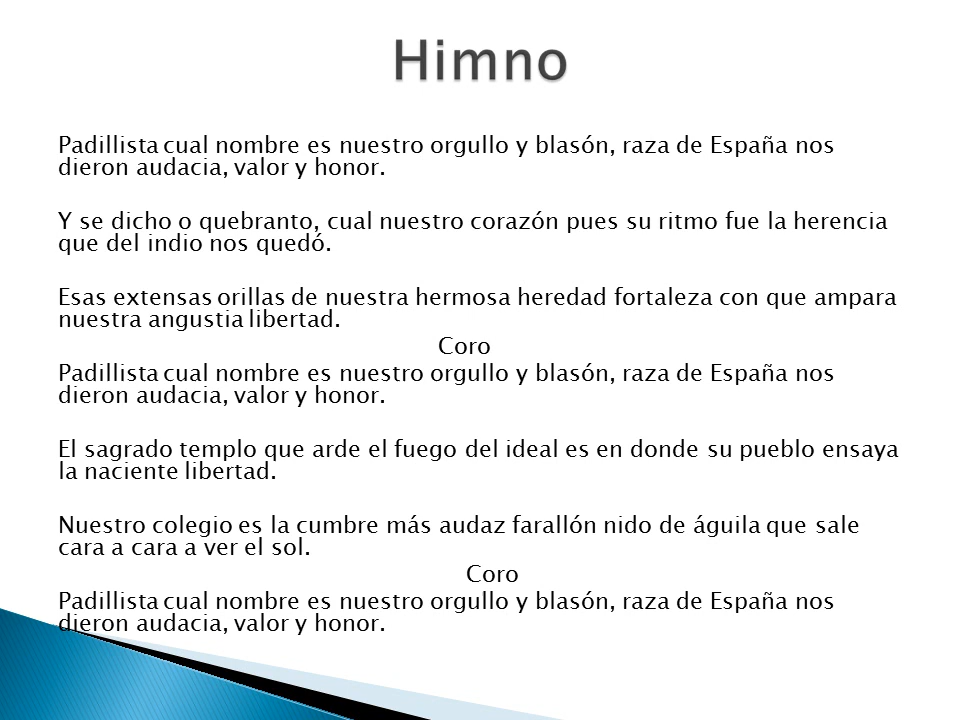 Himno
Padillista cual nombre es nuestro orgullo y blasón, raza de España nos
dieron audacia, valor y honor.
Y se dicho o quebranto, cual nuestro corazón pues su ritmo fue la herencia
que del indio nos quedó.
Esas extensas orillas de nuestra hermosa heredad fortaleza con que ampara
nuestra angustia libertad.
Coro
Padillista cual nombre es nuestro orgullo y blasón, raza de España nos
dieron audacia, valor y honor.
El sagrado templo que arde el fuego del ideal es en donde su pueblo ensaya
la naciente libertad.
Nuestro colegio es la cumbre más audaz farallón nido de águila que sale
cara a cara a ver el sol.
Coro
Padillista cual nombre es nuestro orgullo y blasón, raza de España nos
dieron audacia, valor y honor.